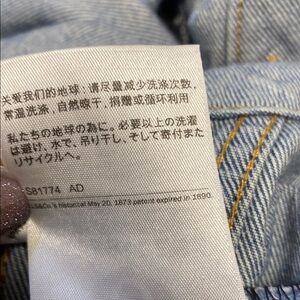 关爱我们的地球:请尽量减少洗涤次数,
常温洗涤,自然晾干,捐赠或循环利用
私たちの地球の為に。必要以上の洗濯
は避け、水で、吊り干し、そして寄付また
リサイクルへ。
S81774 AD
LS&Co.'s historical May 20, 1873 patent expired in 1890.